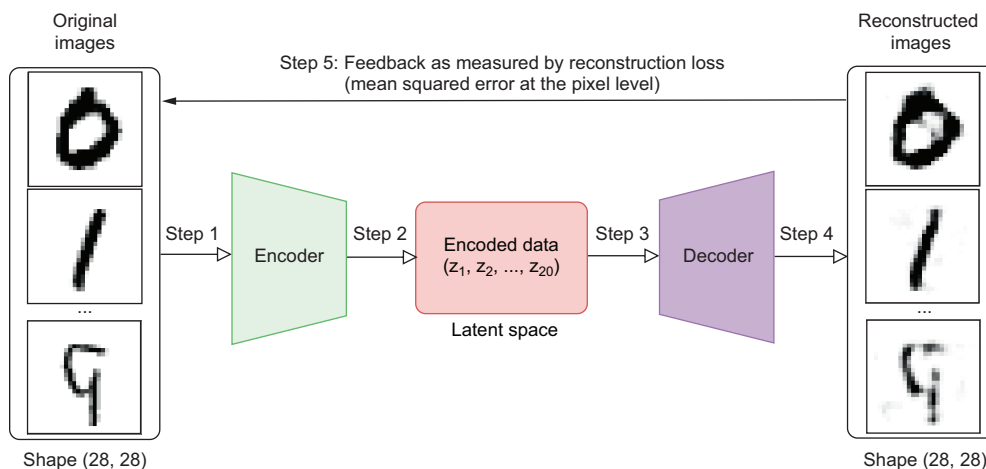 Original
images
Reconstructed
images
Step 5: Feedback as measured by reconstruction loss
(mean squared error at the pixel level)
Step 1
Encoder
Step 2
Encoded data
(z₁, z₂, ..., z₂₀)
Latent space
Step 3
Decoder
Step 4
...
...
Shape (28, 28)
Shape (28, 28)